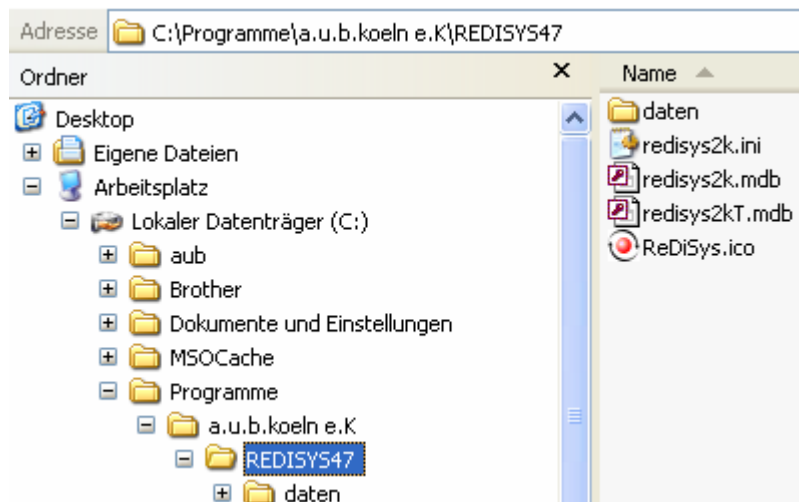 Adresse C:\Programme\a.u.b.koeln e.K\REDISYS47
Ordner
Desktop
Eigene Dateien
Arbeitsplatz
Lokaler Datenträger (C:)
aub
Brother
Dokumente und Einstellungen
MSOCache
Programme
a.u.b.koeln e.K
REDISYS47
daten
Name
daten
redisys2k.ini
redisys2k.mdb
redisys2kT.mdb
ReDiSys.ico